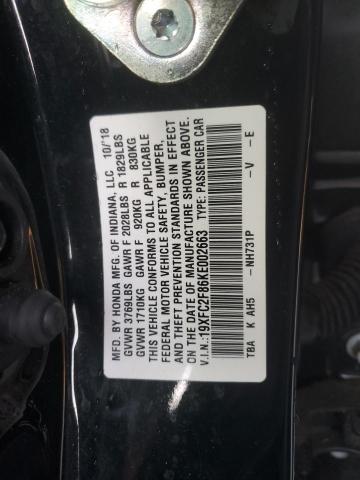 MFD. BY HONDA MFG. OF INDIANA, LLC 10/'18
GVWR 3769LBS GAWR F 2028LBS R 1829LBS
GVWR 1710KG GAWR F 920KG R 830KG
THIS VEHICLE CONFORMS TO ALL APPLICABLE
FEDERAL MOTOR VEHICLE SAFETY, BUMPER,
AND THEFT PREVENTION STANDARDS IN EFFECT
ON THE DATE OF MANUFACTURE SHOWN ABOVE.
V.I.N.:19XFC2F86KE002663 TYPE: PASSENGER CAR
TBA K AH5 -NH731P -V -E